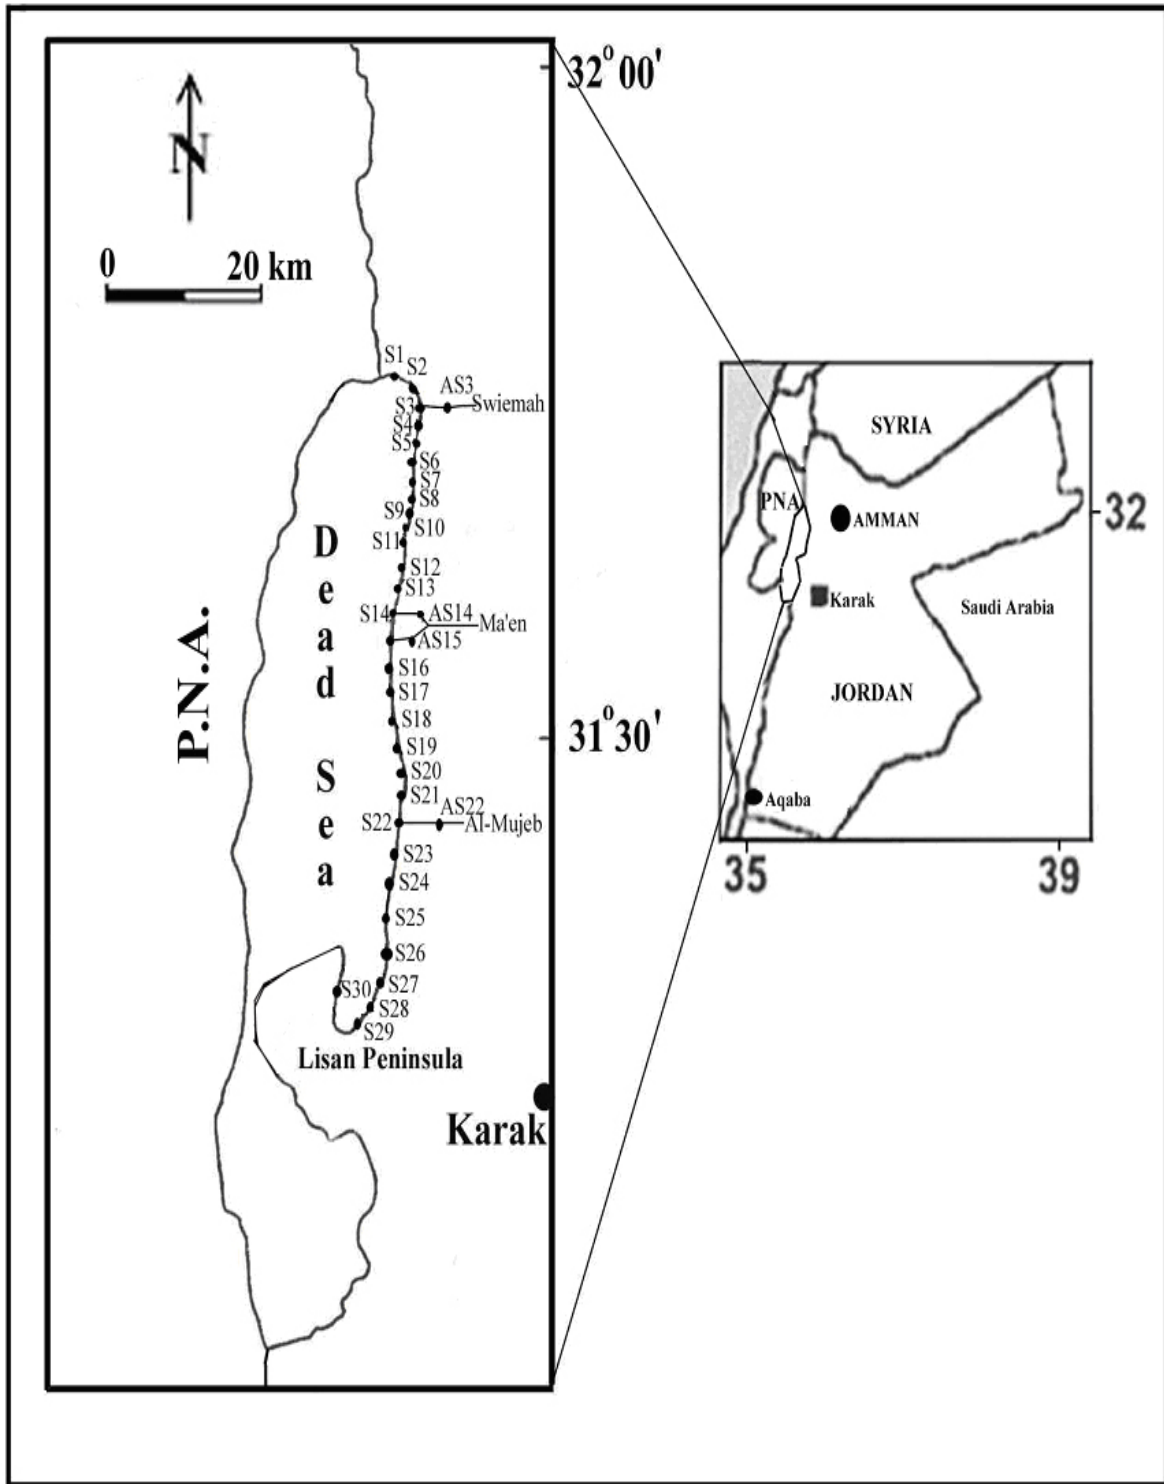 32°00'
N
0 20 km
S1
S2
AS3
S3
Swiemah
S4
S5
S6
S7
S8
S9
S10
S11
S12
S13
S14
AS14
Ma'en
AS15
S16
S17
S18
S19
S20
S21
AS22
S22
Al-Mujeb
S23
S24
S25
S26
S27
S30
S28
S29
Dead Sea
P.N.A.
31°30'
Lisan Peninsula
Karak
SYRIA
PNA
AMMAN
32
Karak
Saudi Arabia
JORDAN
Aqaba
35
39